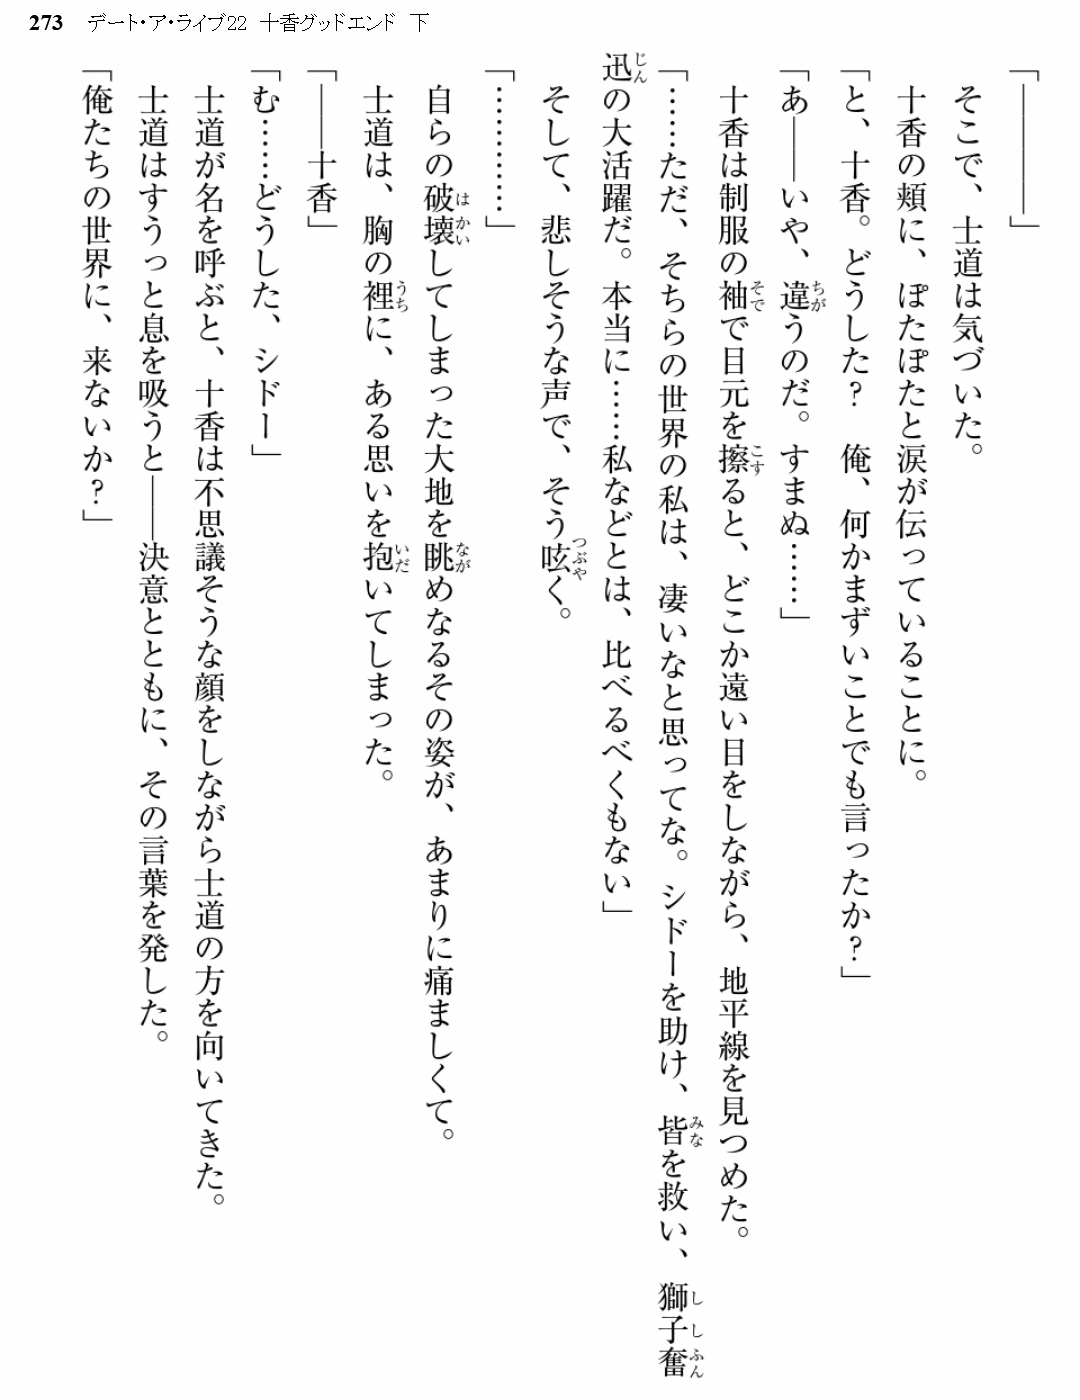 273 デート・ア・ライブ22 十香グッドエンド 下
「――――」
そこで、士道は気づいた。
十香の頬に、ぽたぽたと涙が伝っていることに。
「と、十香。どうした? 俺、何かまずいことでも言ったか?」
「あ――いや、違うのだ。すまぬ……」
十香は制服の袖で目元を擦ると、どこか遠い目をしながら、地平線を見つめた。
「……ただ、そちらの世界の私は、凄いなと思ってな。シドーを助け、皆を救い、獅子奮
迅の大活躍だ。本当に……私などとは、比べるべくもない」
そして、悲しそうな声で、そう呟く。
「…………」
自らの破壊してしまった大地を眺めなるその姿が、あまりに痛ましくて。
士道は、胸の裡に、ある思いを抱いてしまった。
「――十香」
「む……どうした、シドー」
士道が名を呼ぶと、十香は不思議そうな顔をしながら士道の方を向いてきた。
士道はすうっと息を吸うと――決意とともに、その言葉を発した。
「俺たちの世界に、来ないか?」